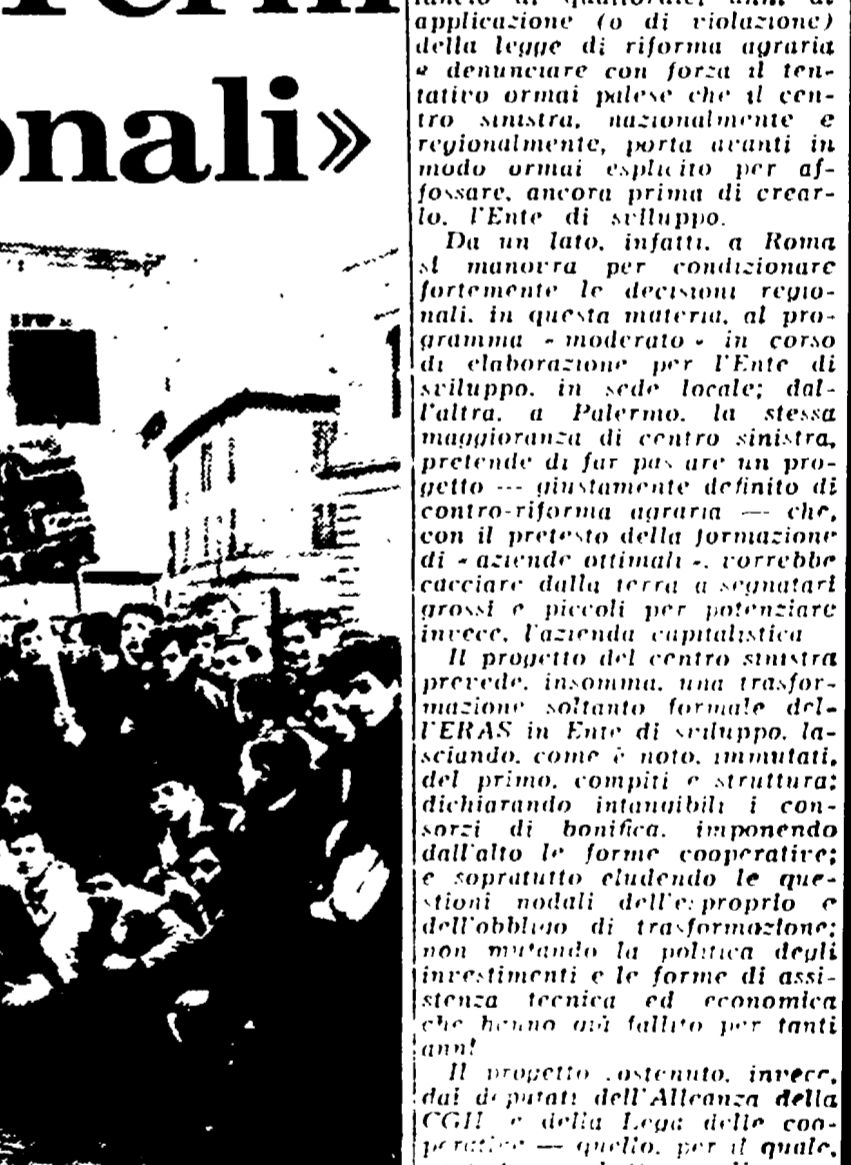 onali»
applicazione (o di violazione)
della legge di riforma agraria
e denunciare con forza il ten-
tativo ormai palese che il cen-
tro sinistra, nazionalmente e
regionalmente, porta avanti in
modo ormai esplicito per af-
fossare, ancora prima di crear-
lo, l'Ente di sviluppo.
Da un lato, infatti, a Roma
si manovra per condizionare
fortemente le decisioni regio-
nali, in questa materia, al pro-
gramma « moderato » in corso
di elaborazione per l'Ente di
sviluppo, in sede locale; dal-
l'altra, a Palermo, la stessa
maggioranza di centro sinistra,
pretende di far pas are un pro-
getto — giustamente definito di
contro-riforma agraria — che,
con il pretesto della formazione
di « aziende ottimali », vorrebbe
cacciare dalla terra a segnatari
grossi e piccoli per potenziare
invece, l'azienda capitalistica
Il progetto del centro sinistra
prevede, insomma, una trasfor-
mazione soltanto formale del-
l'ERAS in Ente di sviluppo, la-
sciando, come è noto, immutati,
del primo, compiti e struttura;
dichiarando intangibili i con-
sorzi di bonifica, imponendo
dall'alto le forme cooperative;
e sopratutto eludendo le que-
stioni nodali dell'e proprio e
dell'obbligo di trasformazione;
non mutando la politica degli
investimenti e le forme di assi-
stenza tecnica ed economica
che hanno già fallito per tanti
anni
Il progetto sostenuto, invece,
dai deputati dell'Alleanza della
CGIL e della Lega delle coo-
perative — quello, per il quale,